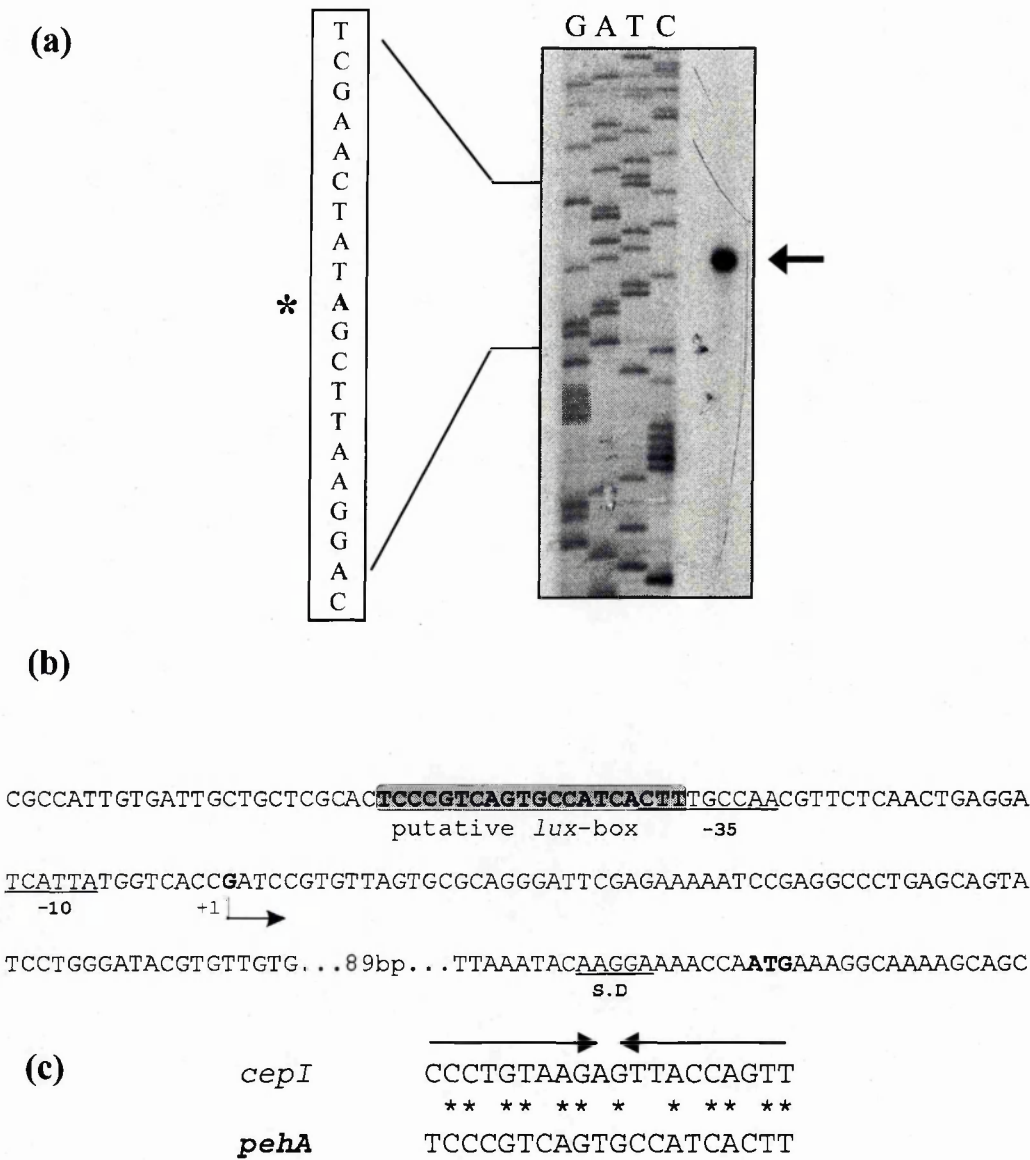 (a)
G A T C
T
C
G
A
A
C
T
A
T
* A
G
C
T
T
A
A
G
G
A
C
(b)
CGCCATTGTGATTGCTGCTCGCACTCCCGTCAGTGCCATCACTTTGCCAACGTTCTCAACTGAGGA
putative lux-box -35
TCATTATGGTCACCGATCCGTGTTAGTGCGCAGGGATTCGAGAAAAATCCGAGGCCCTGAGCAGTA
-10 +1
TCCTGGGATACGTGTTGTG...89bp...TTAAATACAAGGAAAACCAATGAAAGGCAAAAGCAGC
S.D
(c)
cepI CCCTGTAAGAGTTACCAGTT
** ** ** * * ** **
pehA TCCCGTCAGTGCCATCACTT